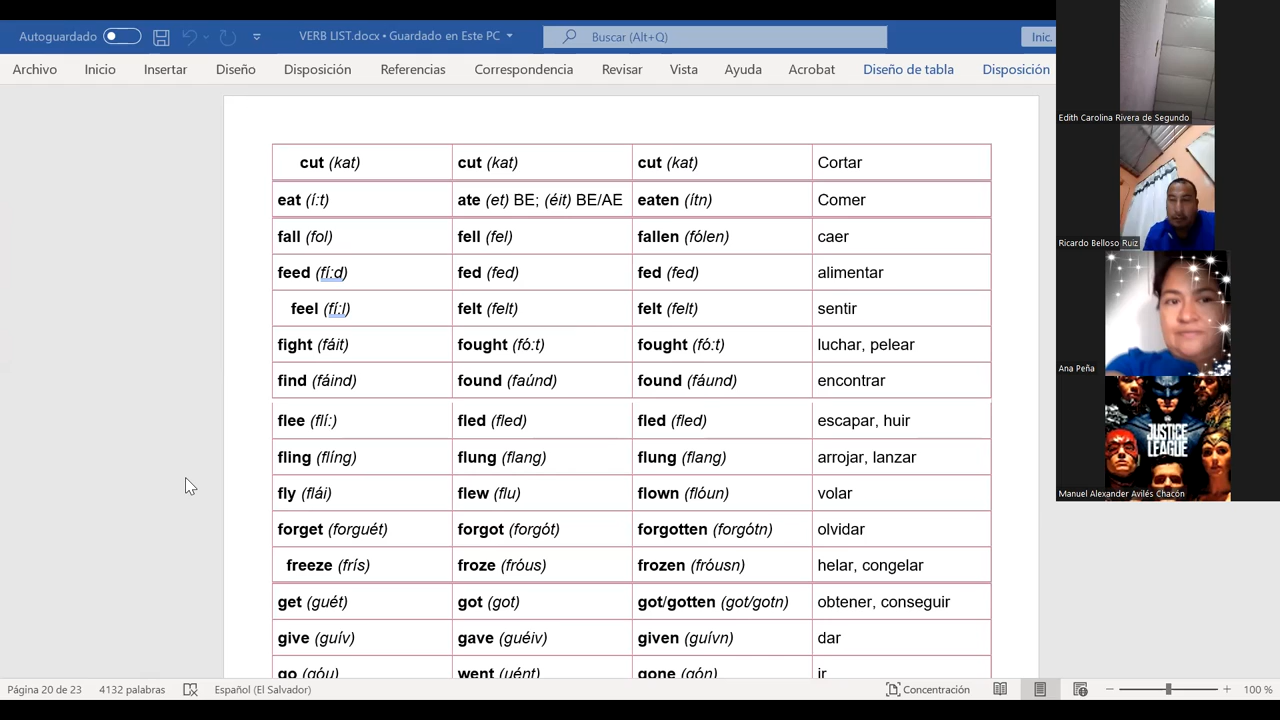 Autoguardado VERB LIST.docx • Guardado en Este PC Buscar (Alt+Q) Inic.
Archivo Inicio Insertar Diseño Disposición Referencias Correspondencia Revisar Vista Ayuda Acrobat Diseño de tabla Disposición
cut (kat) cut (kat) cut (kat) Cortar
eat (í:t) ate (et) BE; (éit) BE/AE eaten (ítn) Comer
fall (fol) fell (fel) fallen (fólen) caer
feed (fí:d) fed (fed) fed (fed) alimentar
feel (fí:l) felt (felt) felt (felt) sentir
fight (fáit) fought (fó:t) fought (fó:t) luchar, pelear
find (fáind) found (faúnd) found (fáund) encontrar
flee (flí:) fled (fled) fled (fled) escapar, huir
fling (flíng) flung (flang) flung (flang) arrojar, lanzar
fly (flái) flew (flu) flown (flóun) volar
forget (forguét) forgot (forgót) forgotten (forgótn) olvidar
freeze (frís) froze (fróus) frozen (fróusn) helar, congelar
get (guét) got (got) got/gotten (got/gotn) obtener, conseguir
give (guív) gave (guéiv) given (guívn) dar
go (góu) went (uént) gone (gón) ir
Página 20 de 23 4132 palabras Español (El Salvador) Concentración 100 %
Edith Carolina Rivera de Segundo
Ricardo Belloso Ruiz
Ana Peña
JUSTICE
LEAGUE
Manuel Alexander Avilés Chacón